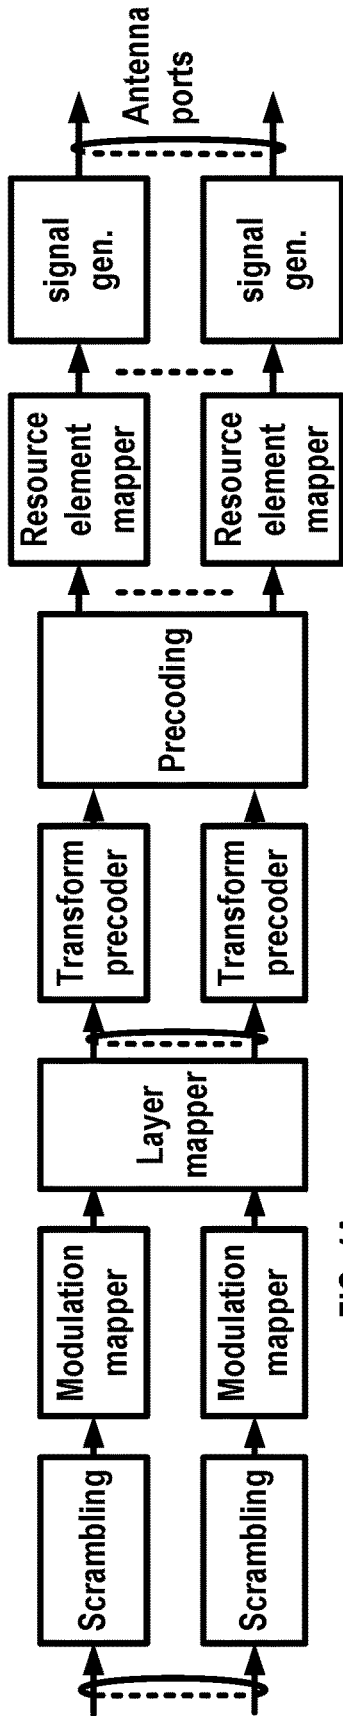 Scrambling
Modulation
mapper
Layer
mapper
Transform
precoder
Precoding
Resource
element
mapper
signal
gen.
Antenna
ports
Scrambling
Modulation
mapper
Transform
precoder
Resource
element
mapper
signal
gen.
FIG.